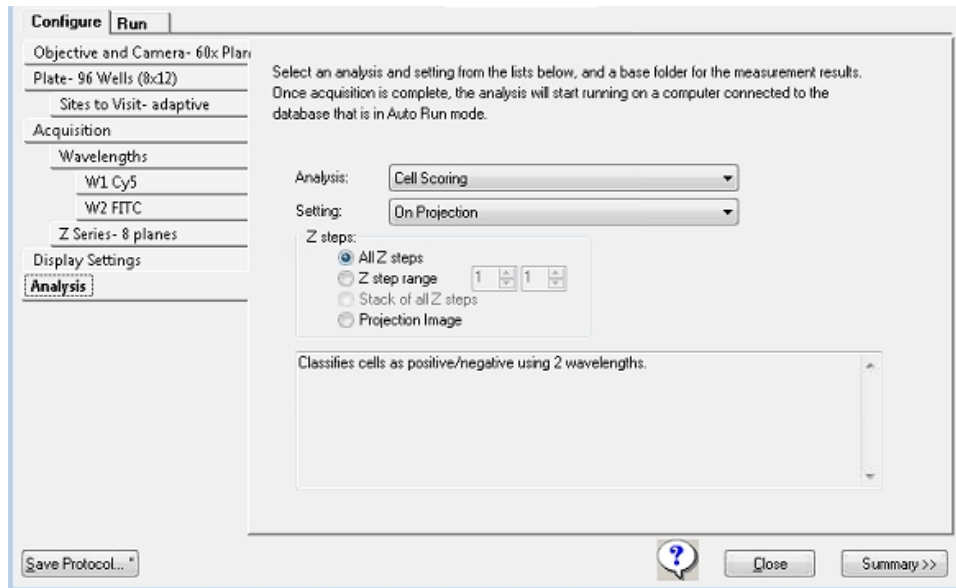 Configure
Run
Objective and Camera- 60x Plan
Plate- 96 Wells (8x12)
Sites to Visit- adaptive
Acquisition
Wavelengths
W1 Cy5
W2 FITC
Z Series- 8 planes
Display Settings
Analysis
Select an analysis and setting from the lists below, and a base folder for the measurement results.
Once acquisition is complete, the analysis will start running on a computer connected to the
database that is in Auto Run mode.
Analysis: Cell Scoring
Setting: On Projection
Z steps:
All Z steps
Z step range 1 1
Stack of all Z steps
Projection Image
Classifies cells as positive/negative using 2 wavelengths.
Save Protocol... *
?
Close
Summary >>